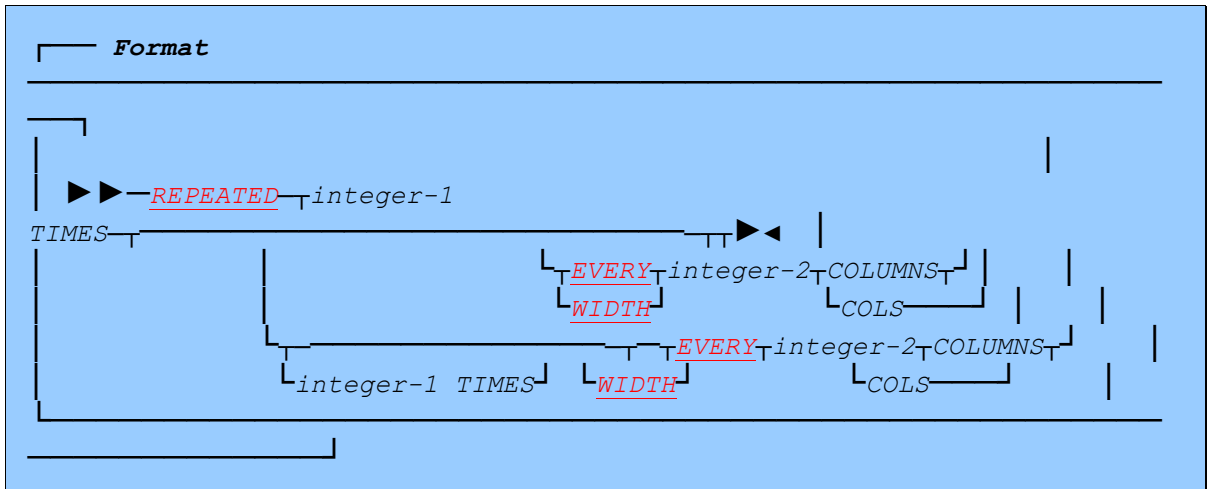 Format
►►─REPEATED─┬integer-1
TIMES─┬─────────────────────────────────────┬┬►◄
└┬EVERY┬integer-2┬COLUMNS┬┘
└WIDTH┘ └COLS─────┘
└┬────────────────────┬─┬EVERY┬integer-2┬COLUMNS┬┘
└integer-1 TIMES┘ └WIDTH┘ └COLS─────┘